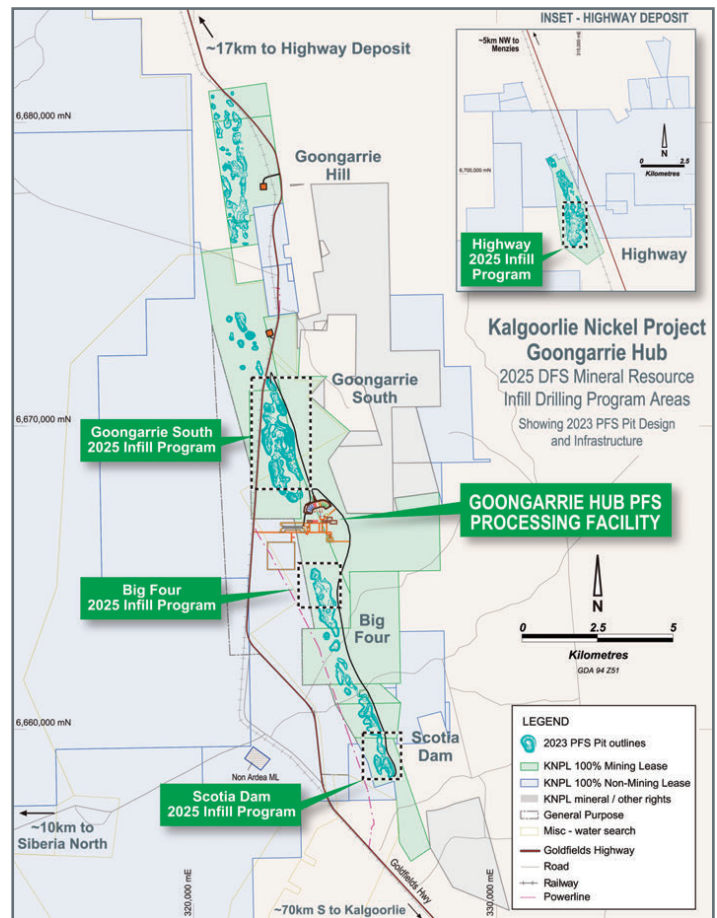 INSET - HIGHWAY DEPOSIT
~17km to Highway Deposit
~5km NW to
Menzies
310,000 mE
6,680,000 mN
Goongarrie
Hill
N
0 2.5
Kilometres
6,700,000 mN
Highway
2025 Infill
Program
Highway
Kalgoorlie Nickel Project
Goongarrie Hub
2025 DFS Mineral Resource
Infill Drilling Program Areas
Showing 2023 PFS Pit Design
and Infrastructure
Goongarrie
South
6,670,000 mN
Goongarrie South
2025 Infill Program
GOONGARRIE HUB PFS
PROCESSING FACILITY
Big Four
2025 Infill Program
Big
Four
N
0 2.5 5
Kilometres
GDA 94 Z51
6,660,000 mN
Scotia
Dam
Non Ardea ML
Scotia Dam
2025 Infill Program
~10km to
Siberia North
LEGEND
2023 PFS Pit outlines
KNPL 100% Mining Lease
KNPL 100% Non-Mining Lease
KNPL mineral / other rights
General Purpose
Misc - water search
Goldfields Highway
Road
Railway
Powerline
Goldfields Hwy
320,000 mE
~70km S to Kalgoorlie
330,000 mE